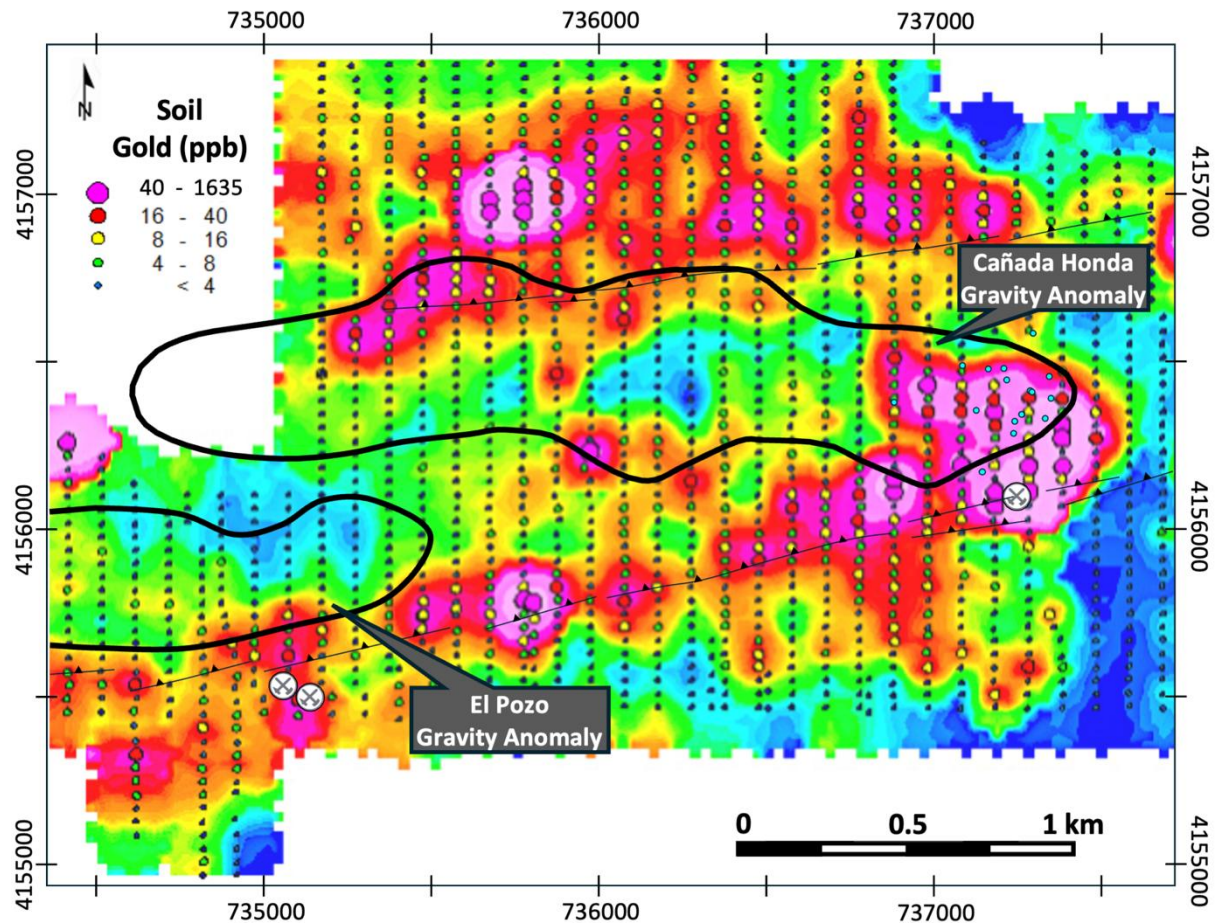 735000
736000
737000
N
Soil
Gold (ppb)
40 - 1635
16 - 40
8 - 16
4 - 8
< 4
4157000
4157000
Cañada Honda
Gravity Anomaly
4156000
4156000
El Pozo
Gravity Anomaly
0 0.5 1 km
4155000
4155000
735000
736000
737000